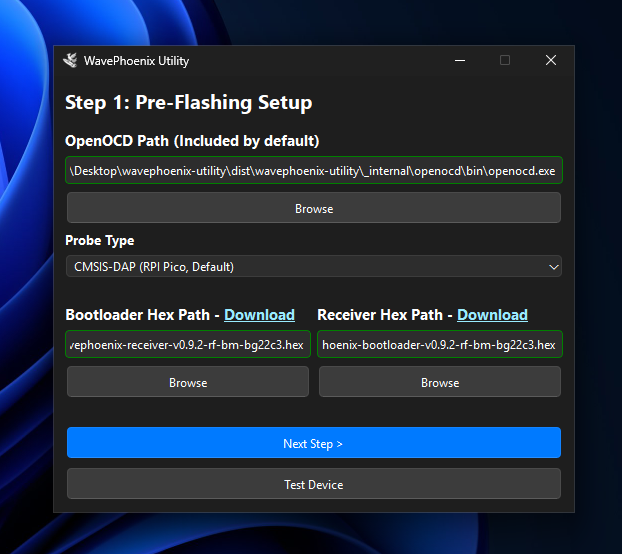 WavePhoenix Utility
Step 1: Pre-Flashing Setup
OpenOCD Path (Included by default)
\Desktop\wavephoenix-utility\dist\wavephoenix-utility\_internal\openocd\bin\openocd.exe
Browse
Probe Type
CMSIS-DAP (RPI Pico, Default)
Bootloader Hex Path - Download
Receiver Hex Path - Download
vephoenix-receiver-v0.9.2-rf-bm-bg22c3.hex
hoenix-bootloader-v0.9.2-rf-bm-bg22c3.hex
Browse
Browse
Next Step >
Test Device